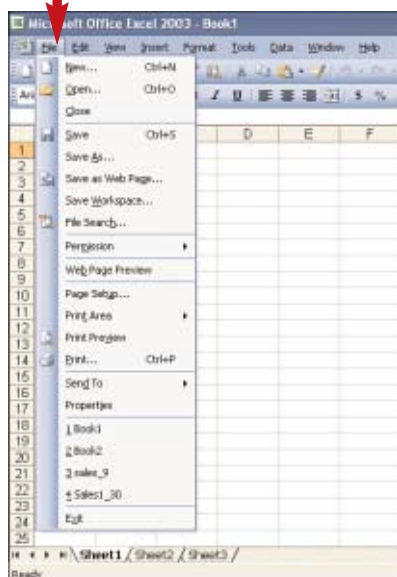 Microsoft Office Excel 2003 - Book1
File Edit View Insert Format Tools Data Window Help
New... Ctrl+N
Open... Ctrl+O
Close
Save Ctrl+S
Save As...
Save as Web Page...
Save Workspace...
File Search...
Permission
Web Page Preview
Page Setup...
Print Area
Print Preview
Print... Ctrl+P
Send To
Properties
1 Book1
2 Book2
3 sales_9
4 Sales1_30
Exit
Ari
I U $ %
D E F
1
2
3
4
5
6
7
8
9
10
11
12
13
14
15
16
17
18
19
20
21
22
23
24
25
Sheet1 / Sheet2 / Sheet3 /
Ready